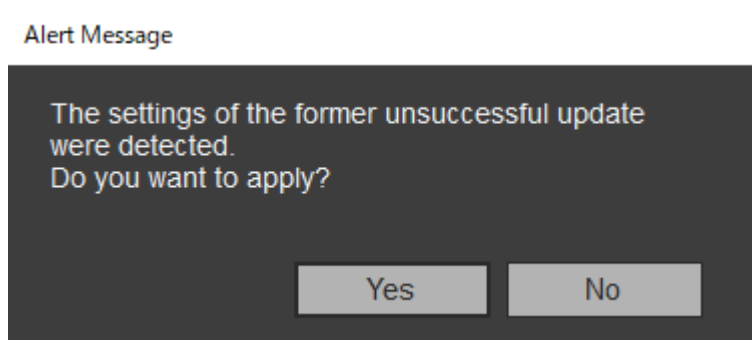 Alert Message
The settings of the former unsuccessful update
were detected.
Do you want to apply?
Yes
No